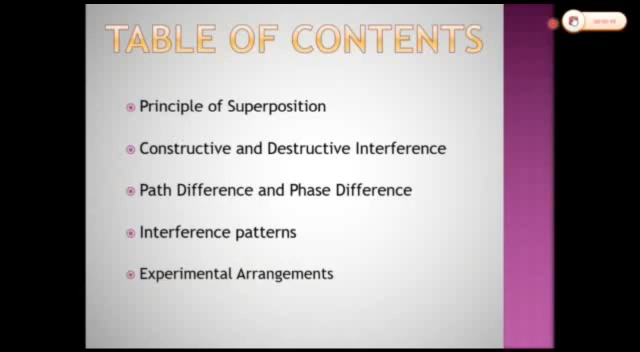 TABLE OF CONTENTS
Principle of Superposition
Constructive and Destructive Interference
Path Difference and Phase Difference
Interference patterns
Experimental Arrangements